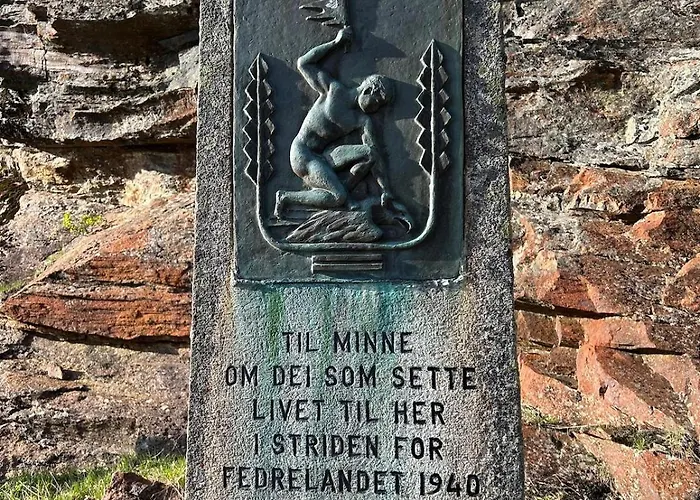 TIL MINNE
OM DEI SOM SETTE
LIVET TIL HER
I STRIDEN FOR
FEDRELANDET 1940